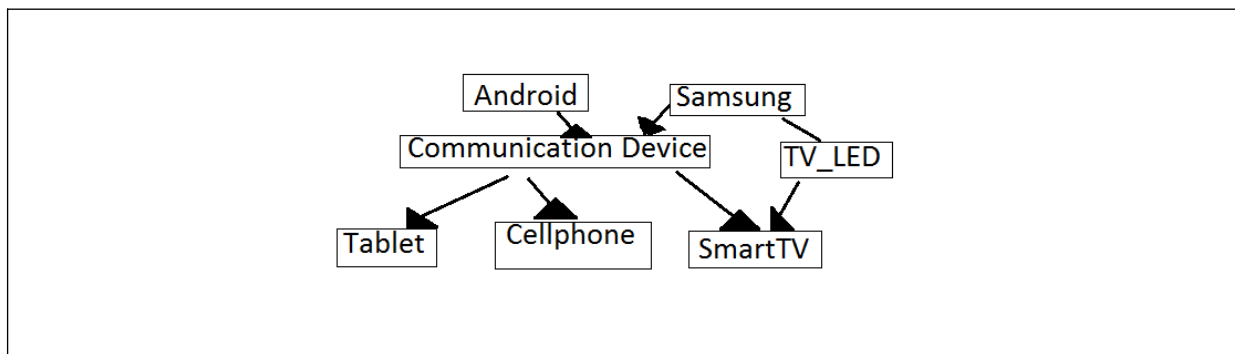 Android
Samsung
Communication Device
TV_LED
Tablet
Cellphone
SmartTV